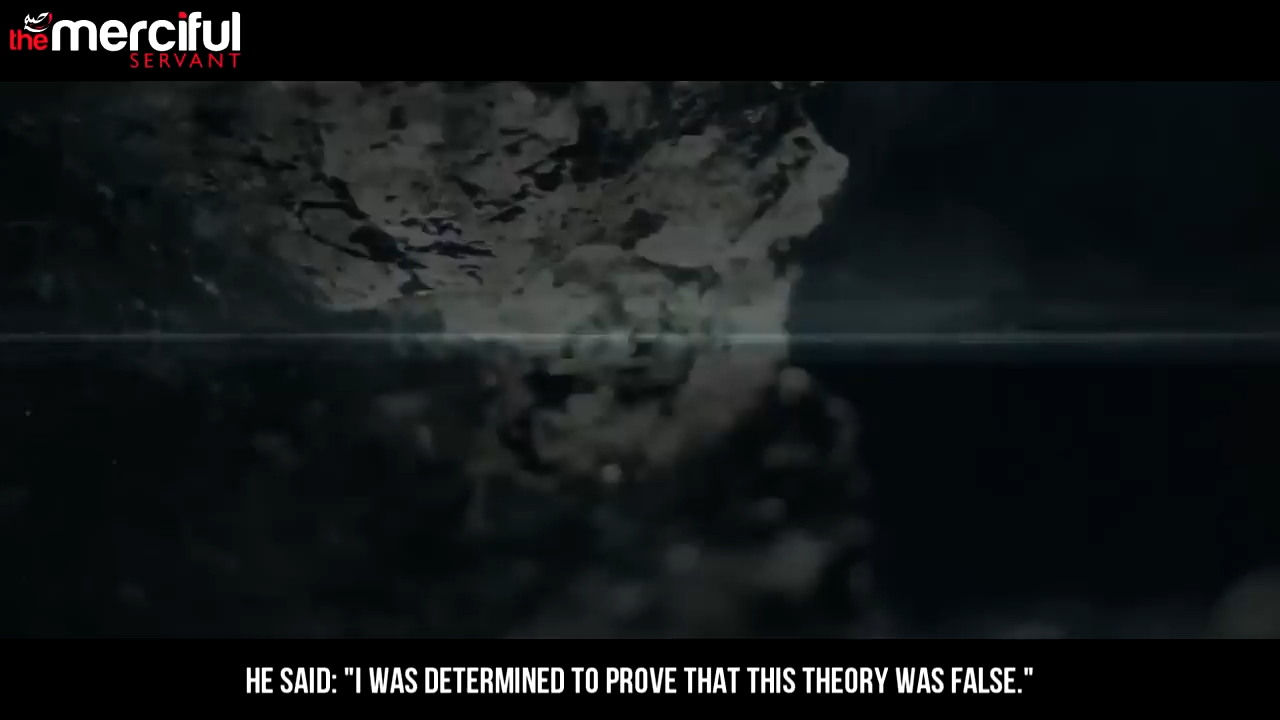 the merciful
SERVANT
HE SAID: "I WAS DETERMINED TO PROVE THAT THIS THEORY WAS FALSE."